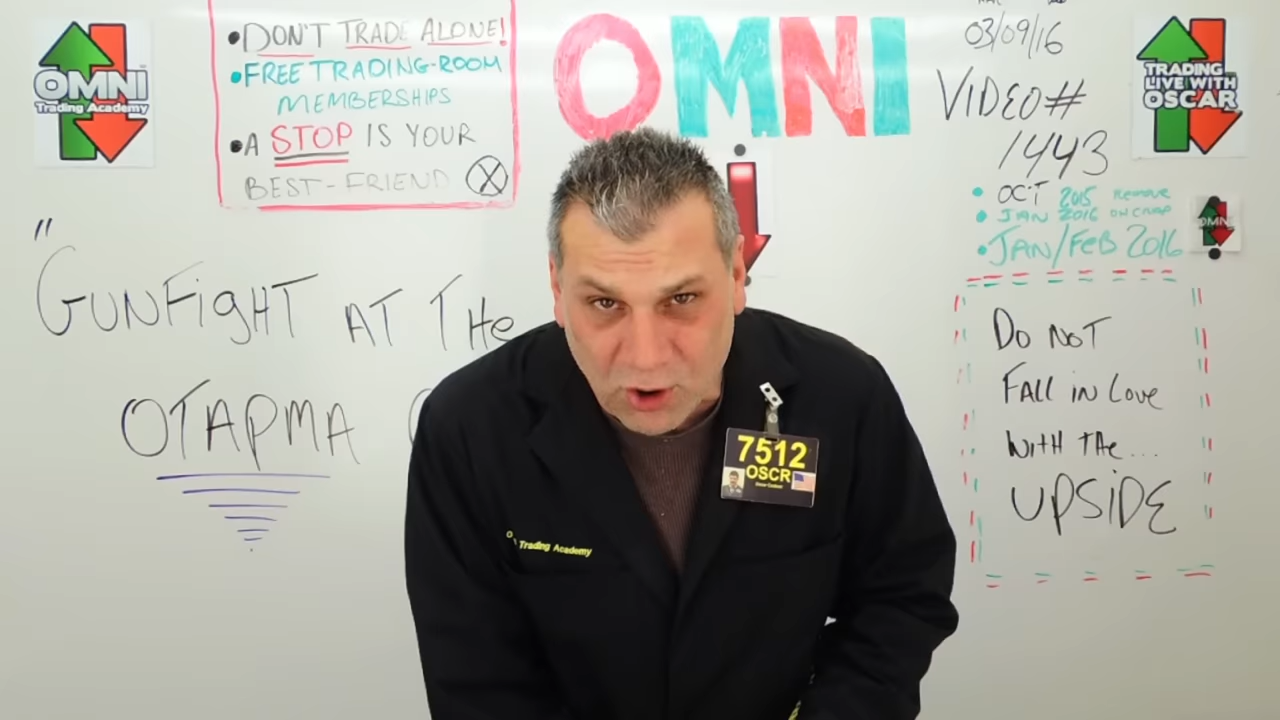 OMNI
Trading Academy
•DON'T TRADE ALONE!
•FREE TRADING-ROOM
MEMBERSHIPS
•A STOP IS YOUR
BEST-FRIEND
OMNI
03/09/16
VIDEO#
1443
TRADING
LIVE WITH
OSCAR
• OCT 2015
• JAN 2016
•JAN/FEB 2016
OMNI
"
GUNFigHT AT THe
OTAPMA
DO NOT
FALL iN LOVe
WiTH THe...
UPSiDE
7512
OSCR
Trading Academy